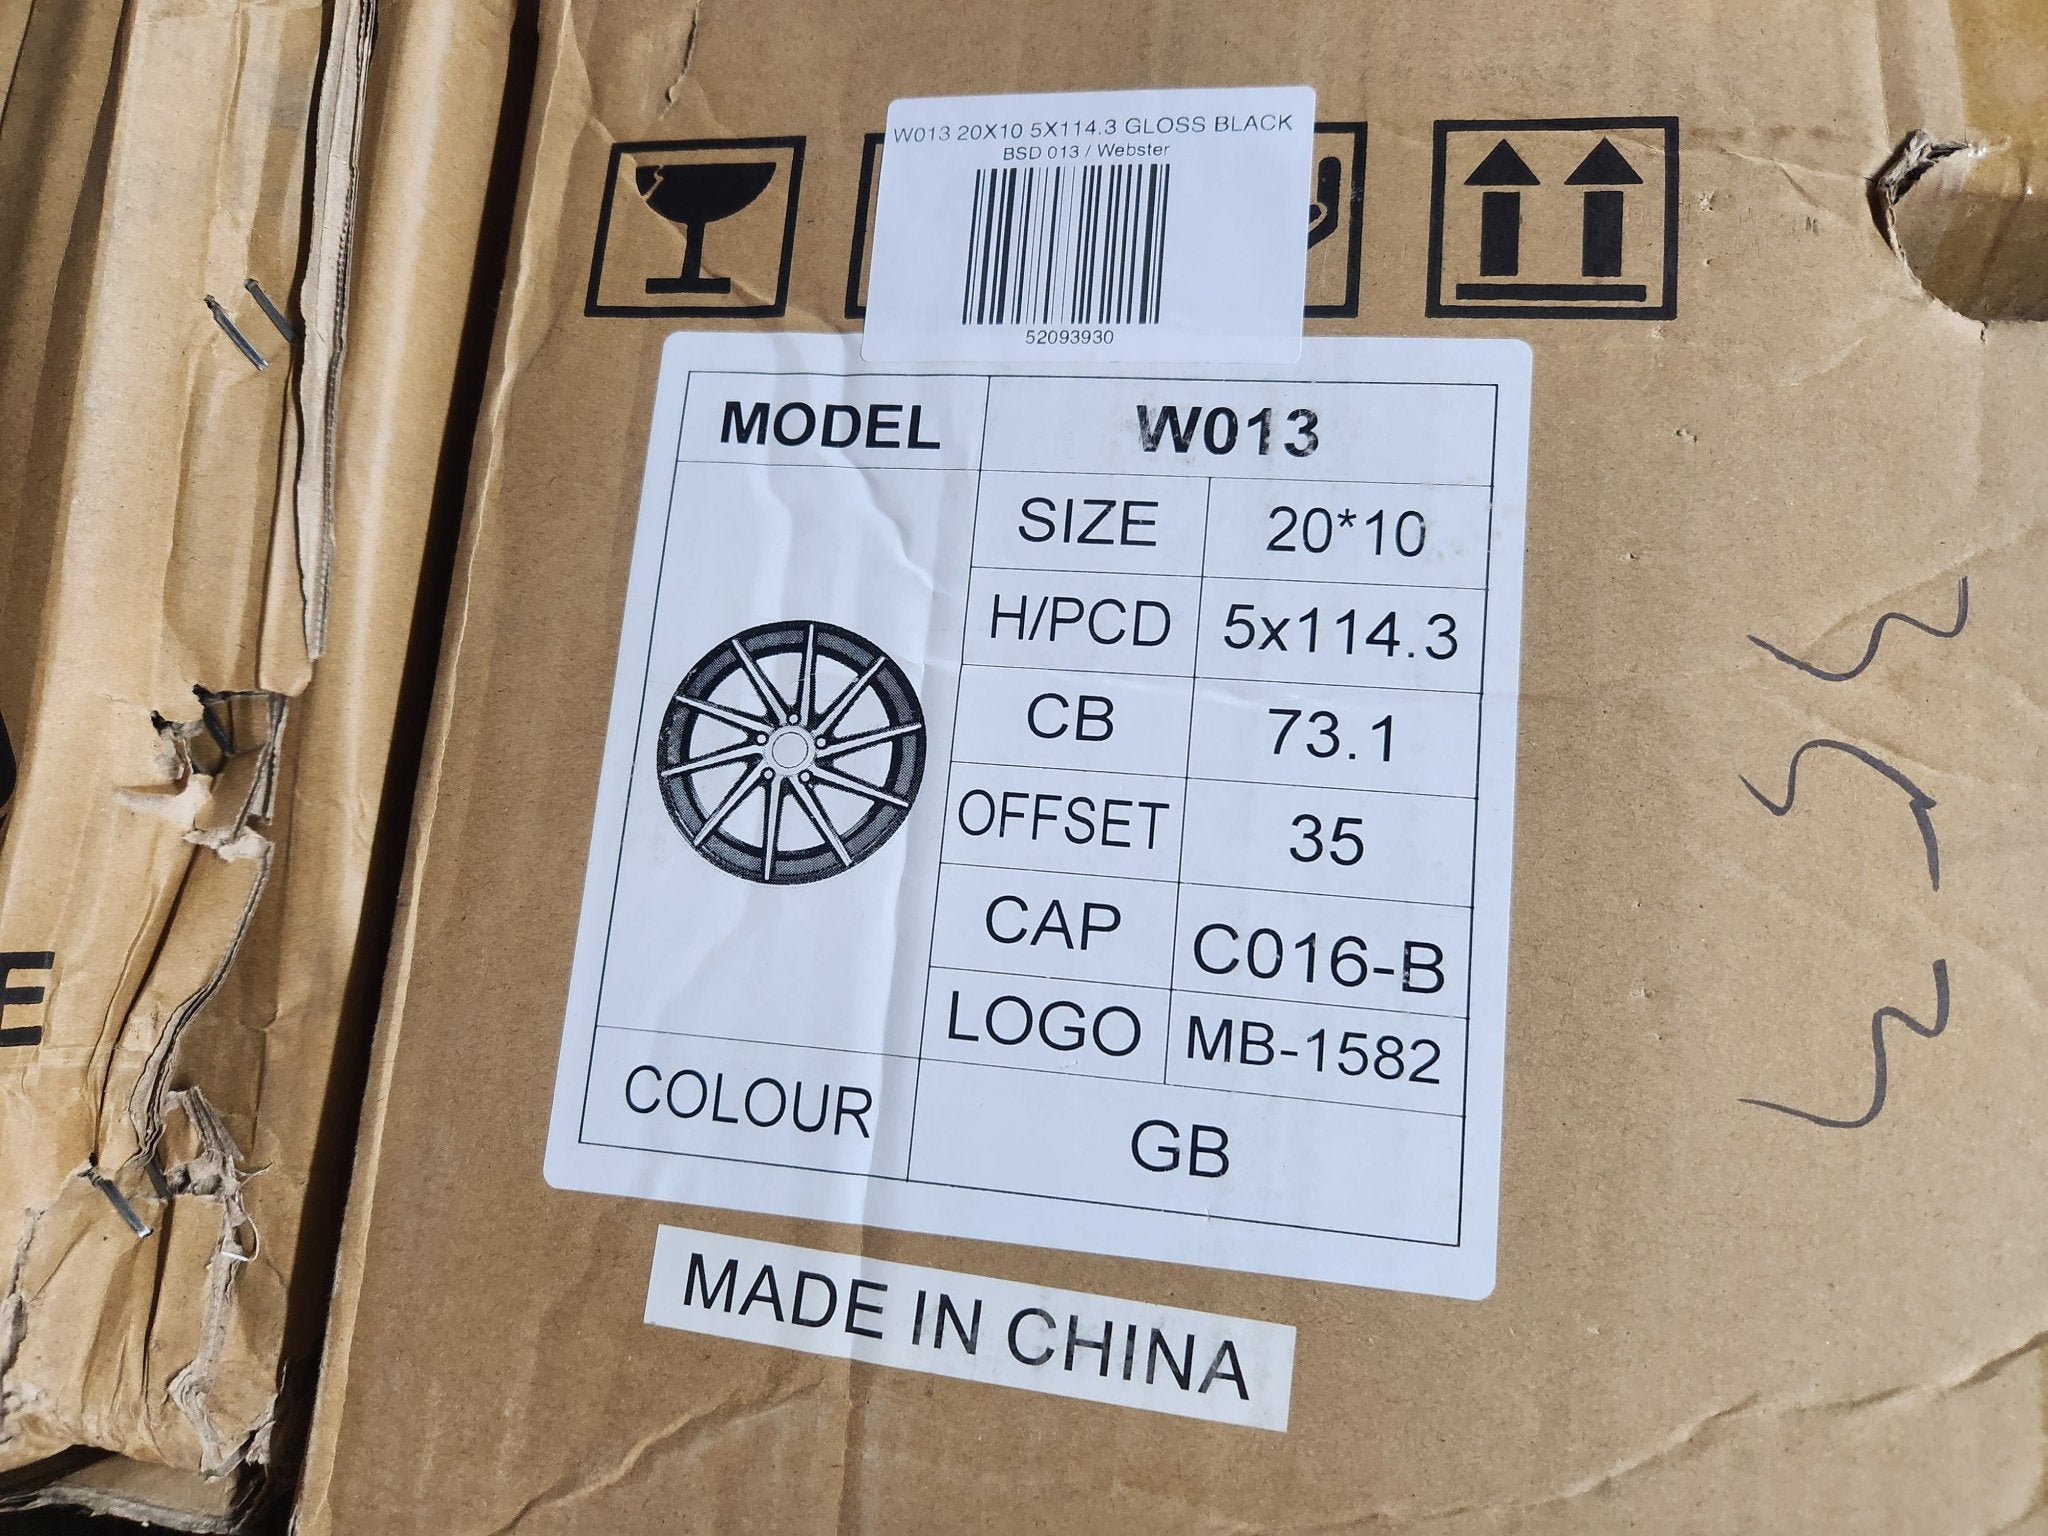 W013 20X10 5X114.3 GLOSS BLACK
BSD 013 / Webster
52093930
MODEL W013
SIZE 20*10
H/PCD 5x114.3
CB 73.1
OFFSET 35
CAP C016-B
LOGO MB-1582
COLOUR GB
MADE IN CHINA
E